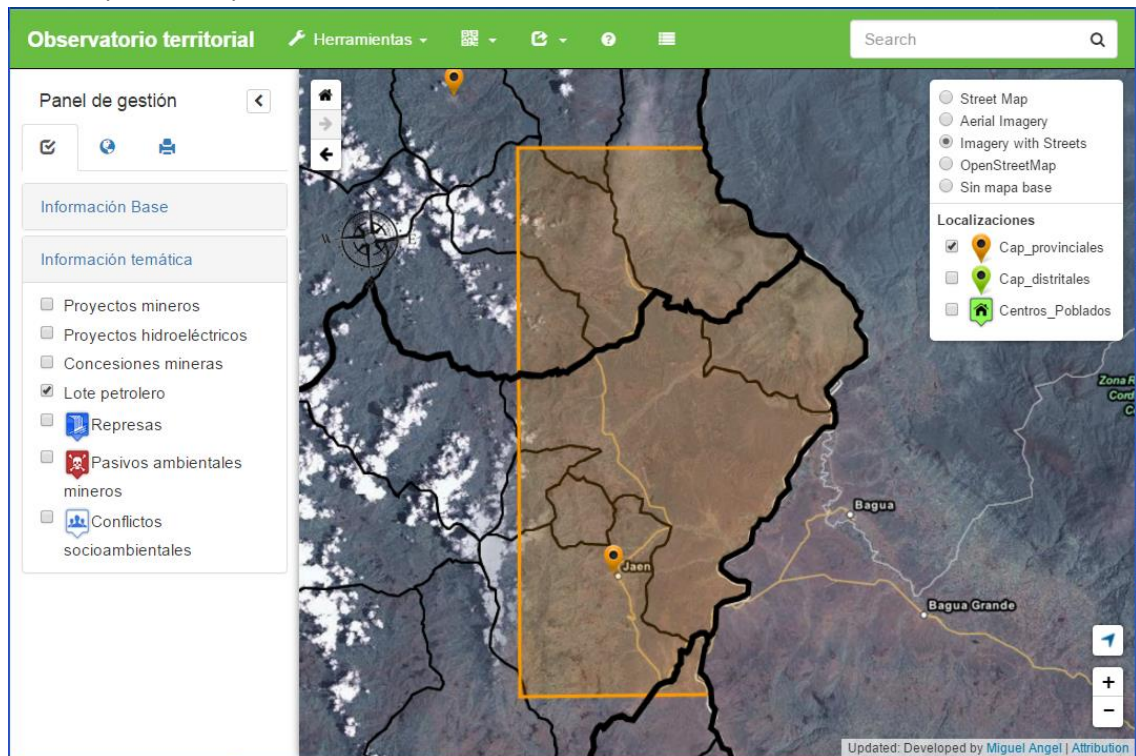 Observatorio territorial
Herramientas
Search
Panel de gestión
Información Base
Información temática
Proyectos mineros
Proyectos hidroeléctricos
Concesiones mineras
Lote petrolero
Represas
Pasivos ambientales
mineros
Conflictos
socioambientales
Street Map
Aerial Imagery
Imagery with Streets
OpenStreetMap
Sin mapa base
Localizaciones
Cap_provinciales
Cap_distritales
Centros_Poblados
Zona R
Cord
C
Bagua
Jaen
Bagua Grande
Updated: Developed by Miguel Angel | Attribution